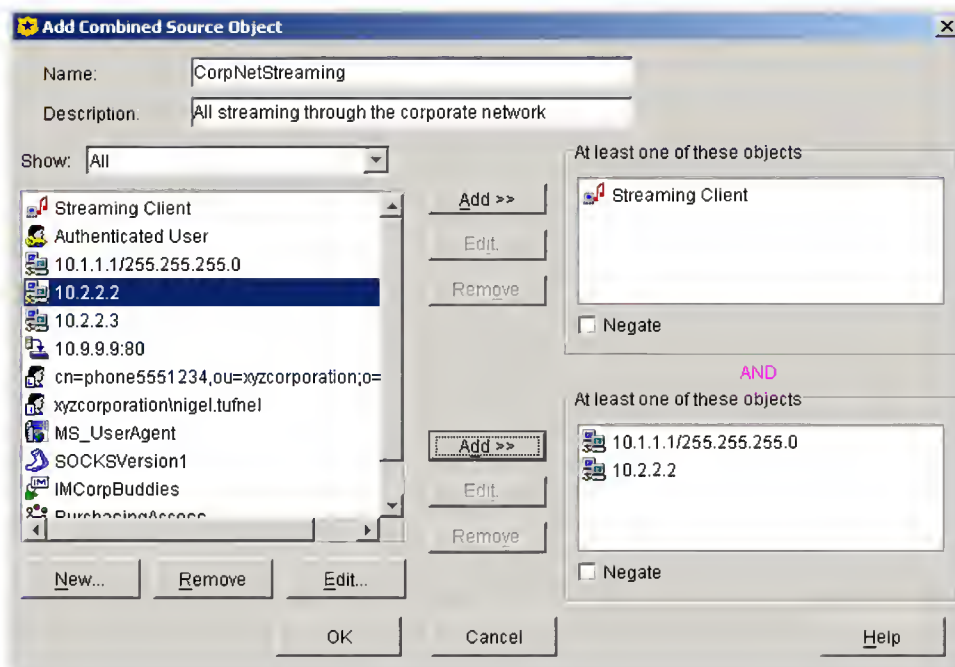 Add Combined Source Object
Name:
CorpNetStreaming
Description.
All streaming through the corporate network
Show:
All
Streaming Client
Authenticated User
10.1.1.1/255.255.255.0
10.2.2.2
10.2.2.3
10.9.9.9:80
cn=phone5551234,ou=xyzcorporation;o=
xyzcorporation\nigel.tufnel
MS_UserAgent
SOCKSVersion1
IMCorpBuddies
PurchasingAccess
New...
Remove
Edit...
Add >>
Edit.
Remove
Add >>
Edit.
Remove
At least one of these objects
Streaming Client
Negate
AND
At least one of these objects
10.1.1.1/255.255.255.0
10.2.2.2
Negate
OK
Cancel
Help